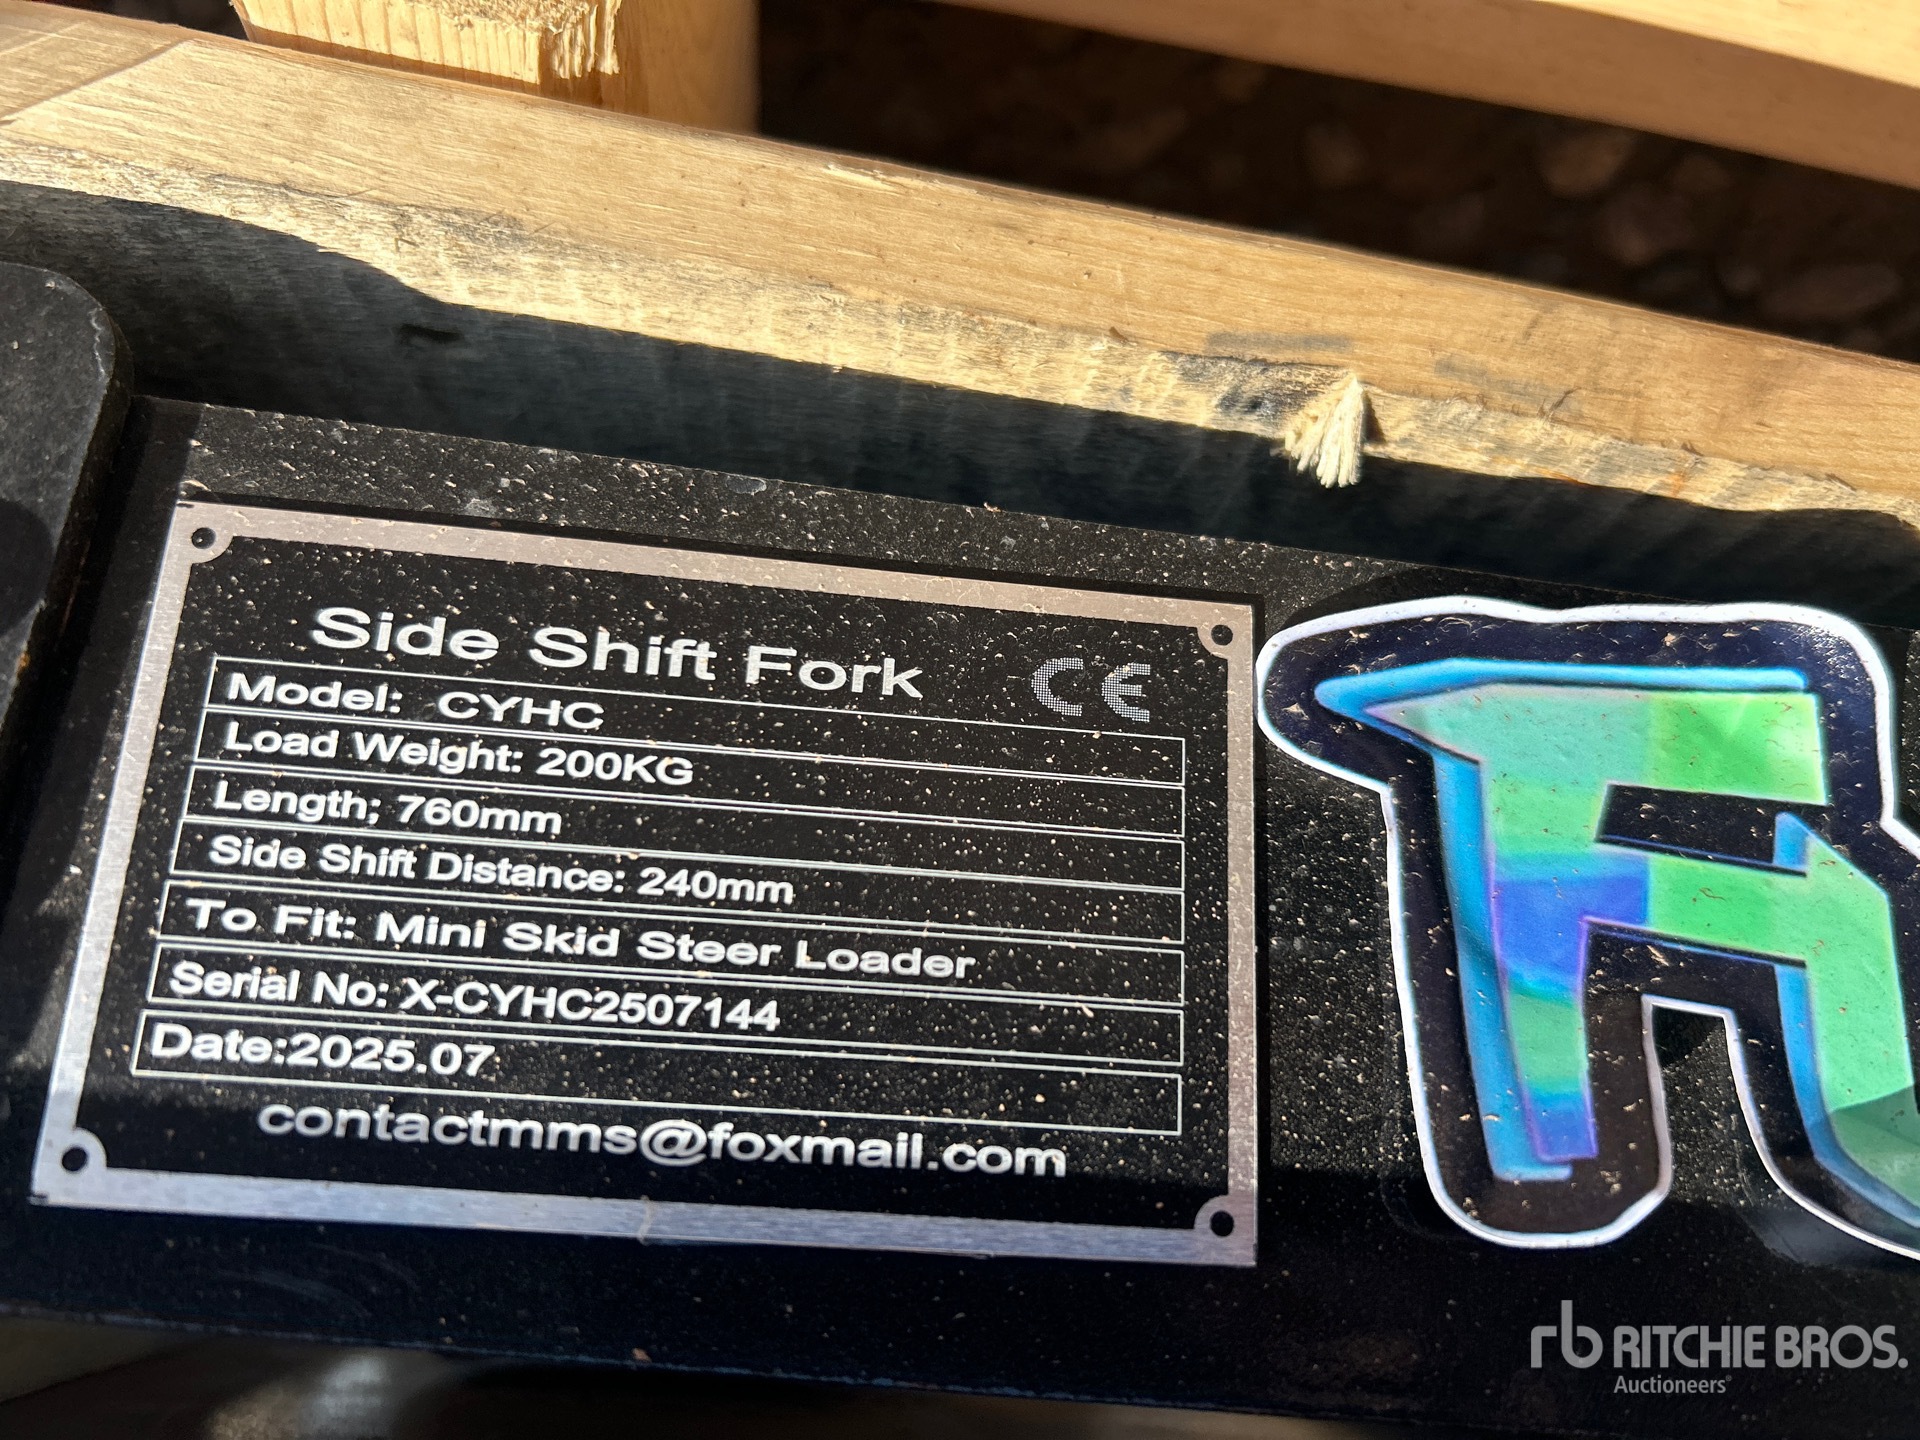 Side Shift Fork
CE
Model: CYHC
Load Weight: 200KG
Length; 760mm
Side Shift Distance: 240mm
To Fit: Mini Skid Steer Loader
Serial No: X-CYHC2507144
Date:2025.07
contactmms@foxmail.com
rb RITCHIE BROS.
Auctioneers